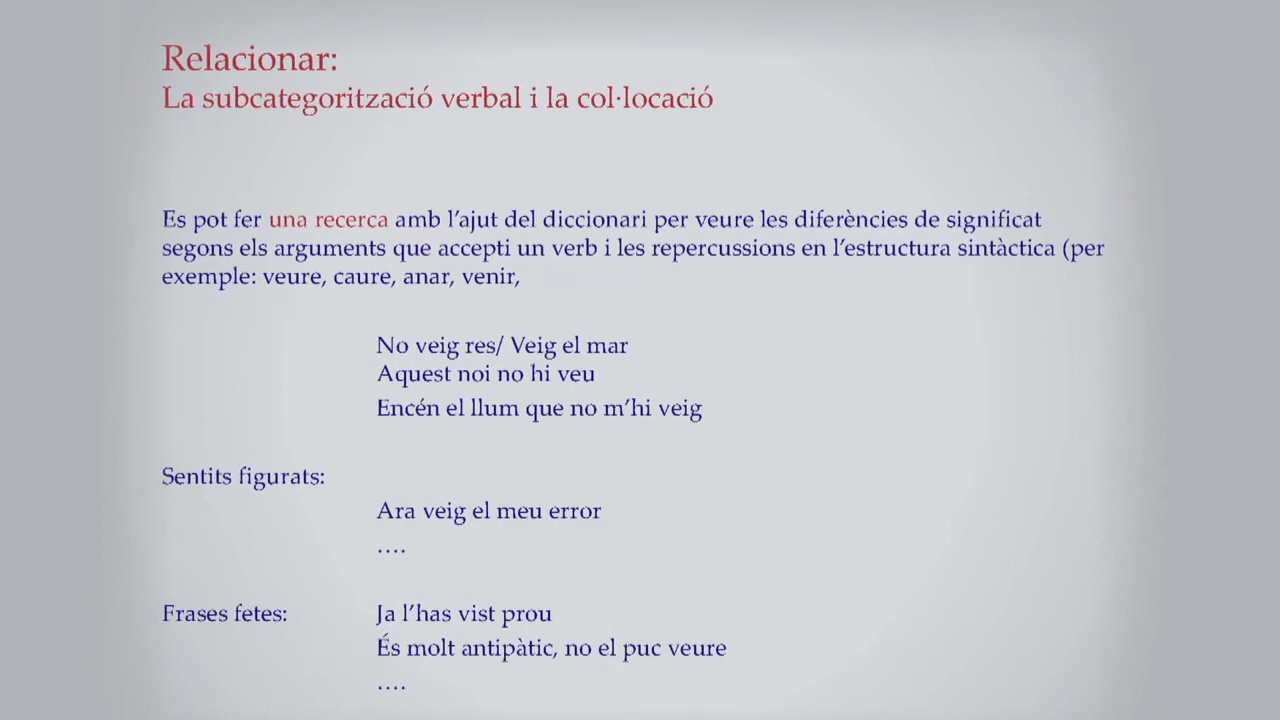 Relacionar:
La subcategorització verbal i la col·locació
Es pot fer una recerca amb l'ajut del diccionari per veure les diferències de significat
segons els arguments que accepti un verb i les repercussions en l'estructura sintàctica (per
exemple: veure, caure, anar, venir,
No veig res/ Veig el mar
Aquest noi no hi veu
Encén el llum que no m'hi veig
Sentits figurats:
Ara veig el meu error
....
Frases fetes: Ja l'has vist prou
És molt antipàtic, no el puc veure
....